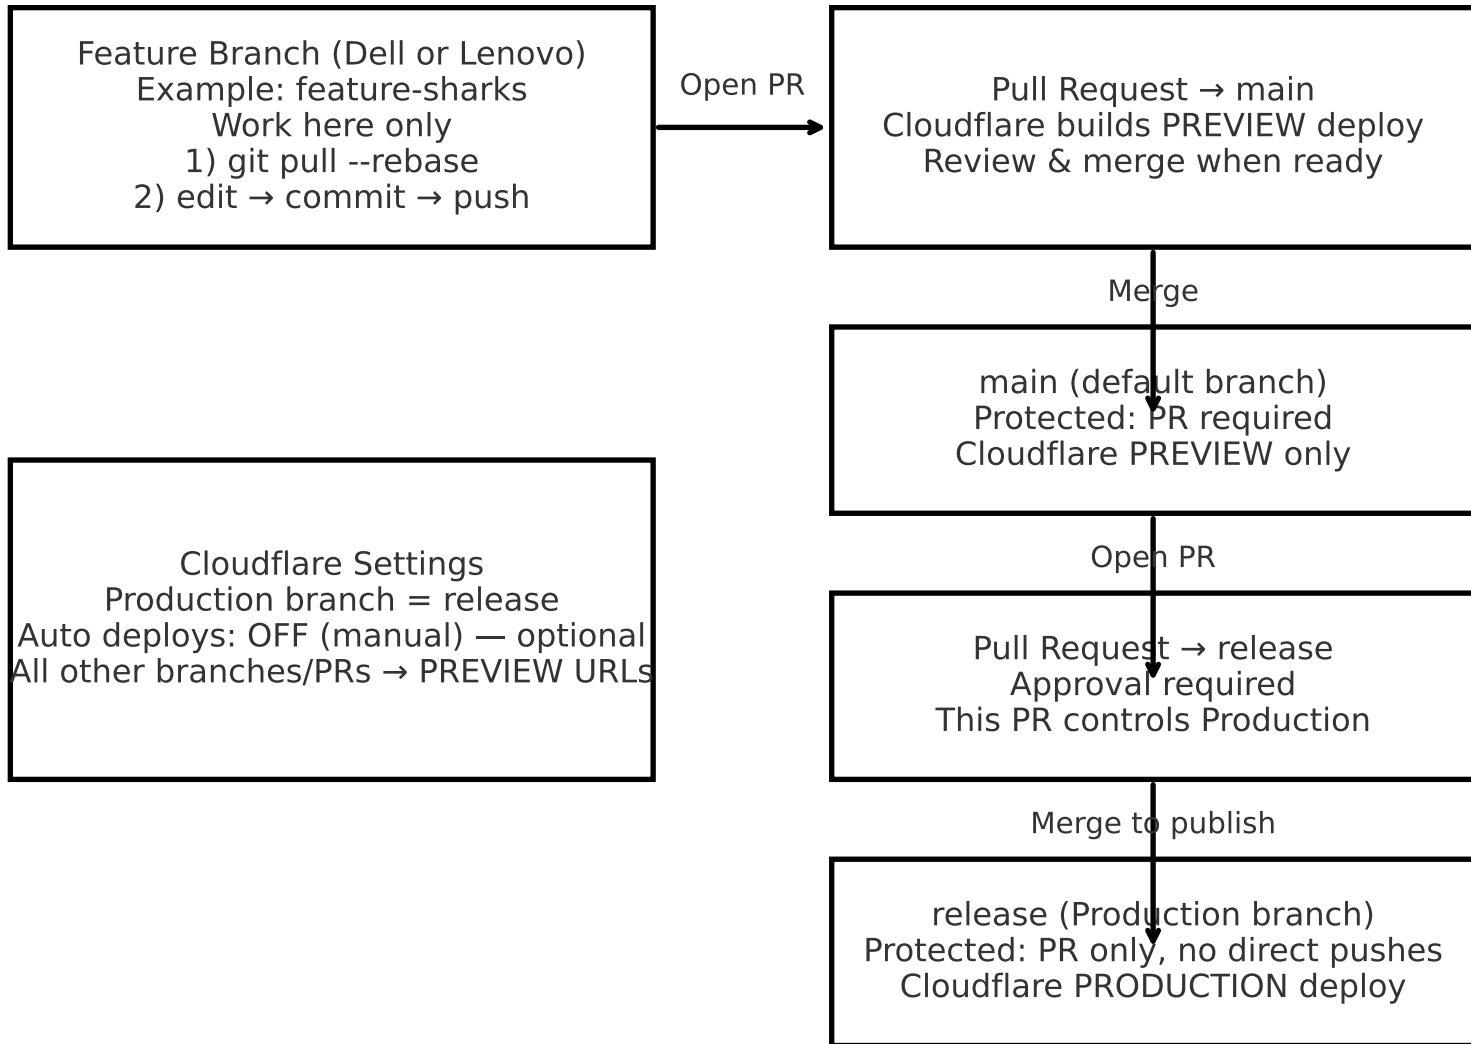 Feature Branch (Dell or Lenovo)
Example: feature-sharks
Work here only
1) git pull --rebase
2) edit → commit → push
Open PR
Pull Request → main
Cloudflare builds PREVIEW deploy
Review & merge when ready
Merge
main (default branch)
Protected: PR required
Cloudflare PREVIEW only
Open PR
Cloudflare Settings
Production branch = release
Auto deploys: OFF (manual) — optional
All other branches/PRs → PREVIEW URLs
Pull Request → release
Approval required
This PR controls Production
Merge to publish
release (Production branch)
Protected: PR only, no direct pushes
Cloudflare PRODUCTION deploy